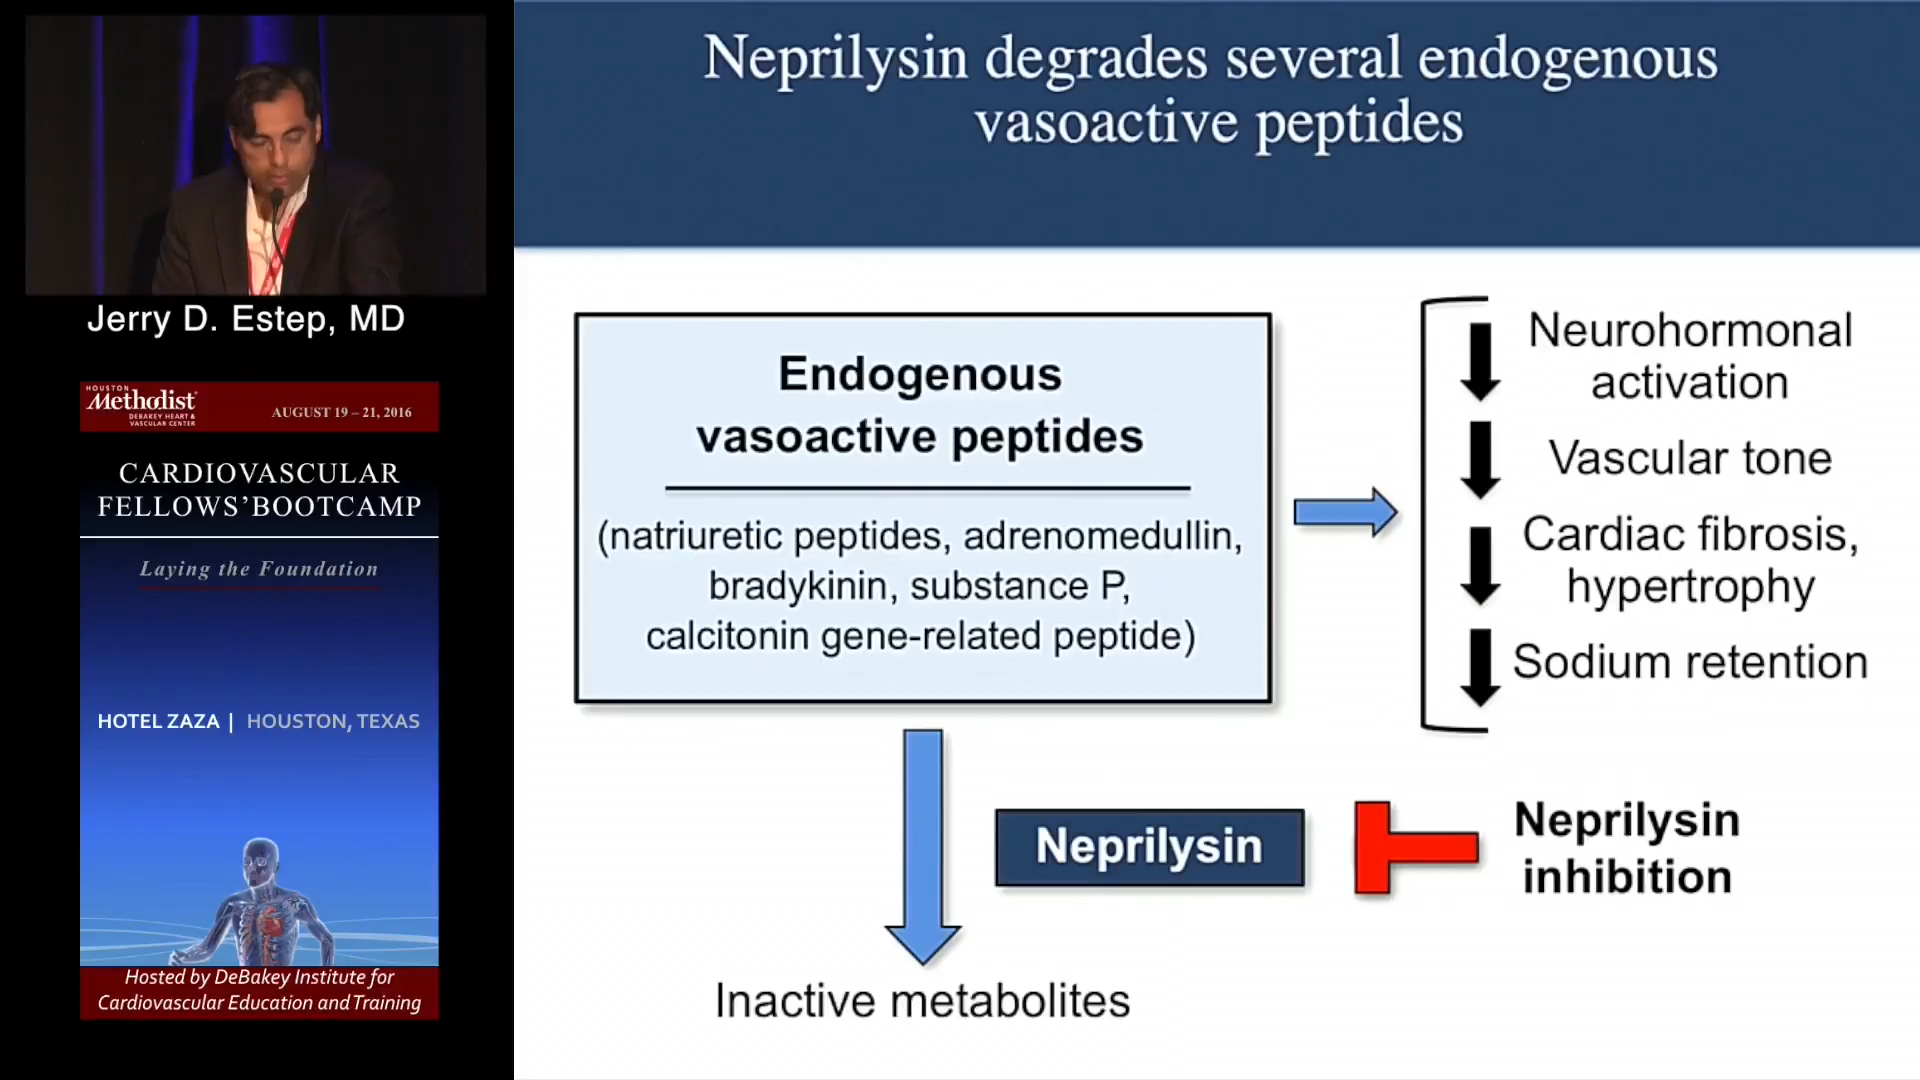 Neprilysin degrades several endogenous
vasoactive peptides
Jerry D. Estep, MD
HOUSTON
Methodist
DEBAKEY HEART &
VASCULAR CENTER
AUGUST 19 – 21, 2016
CARDIOVASCULAR
FELLOWS'BOOTCAMP
Laying the Foundation
HOTEL ZAZA | HOUSTON, TEXAS
Hosted by DeBakey Institute for
Cardiovascular Education and Training
Endogenous
vasoactive peptides
(natriuretic peptides, adrenomedullin,
bradykinin, substance P,
calcitonin gene-related peptide)
Neurohormonal
activation
Vascular tone
Cardiac fibrosis,
hypertrophy
Sodium retention
Neprilysin
Neprilysin
inhibition
Inactive metabolites